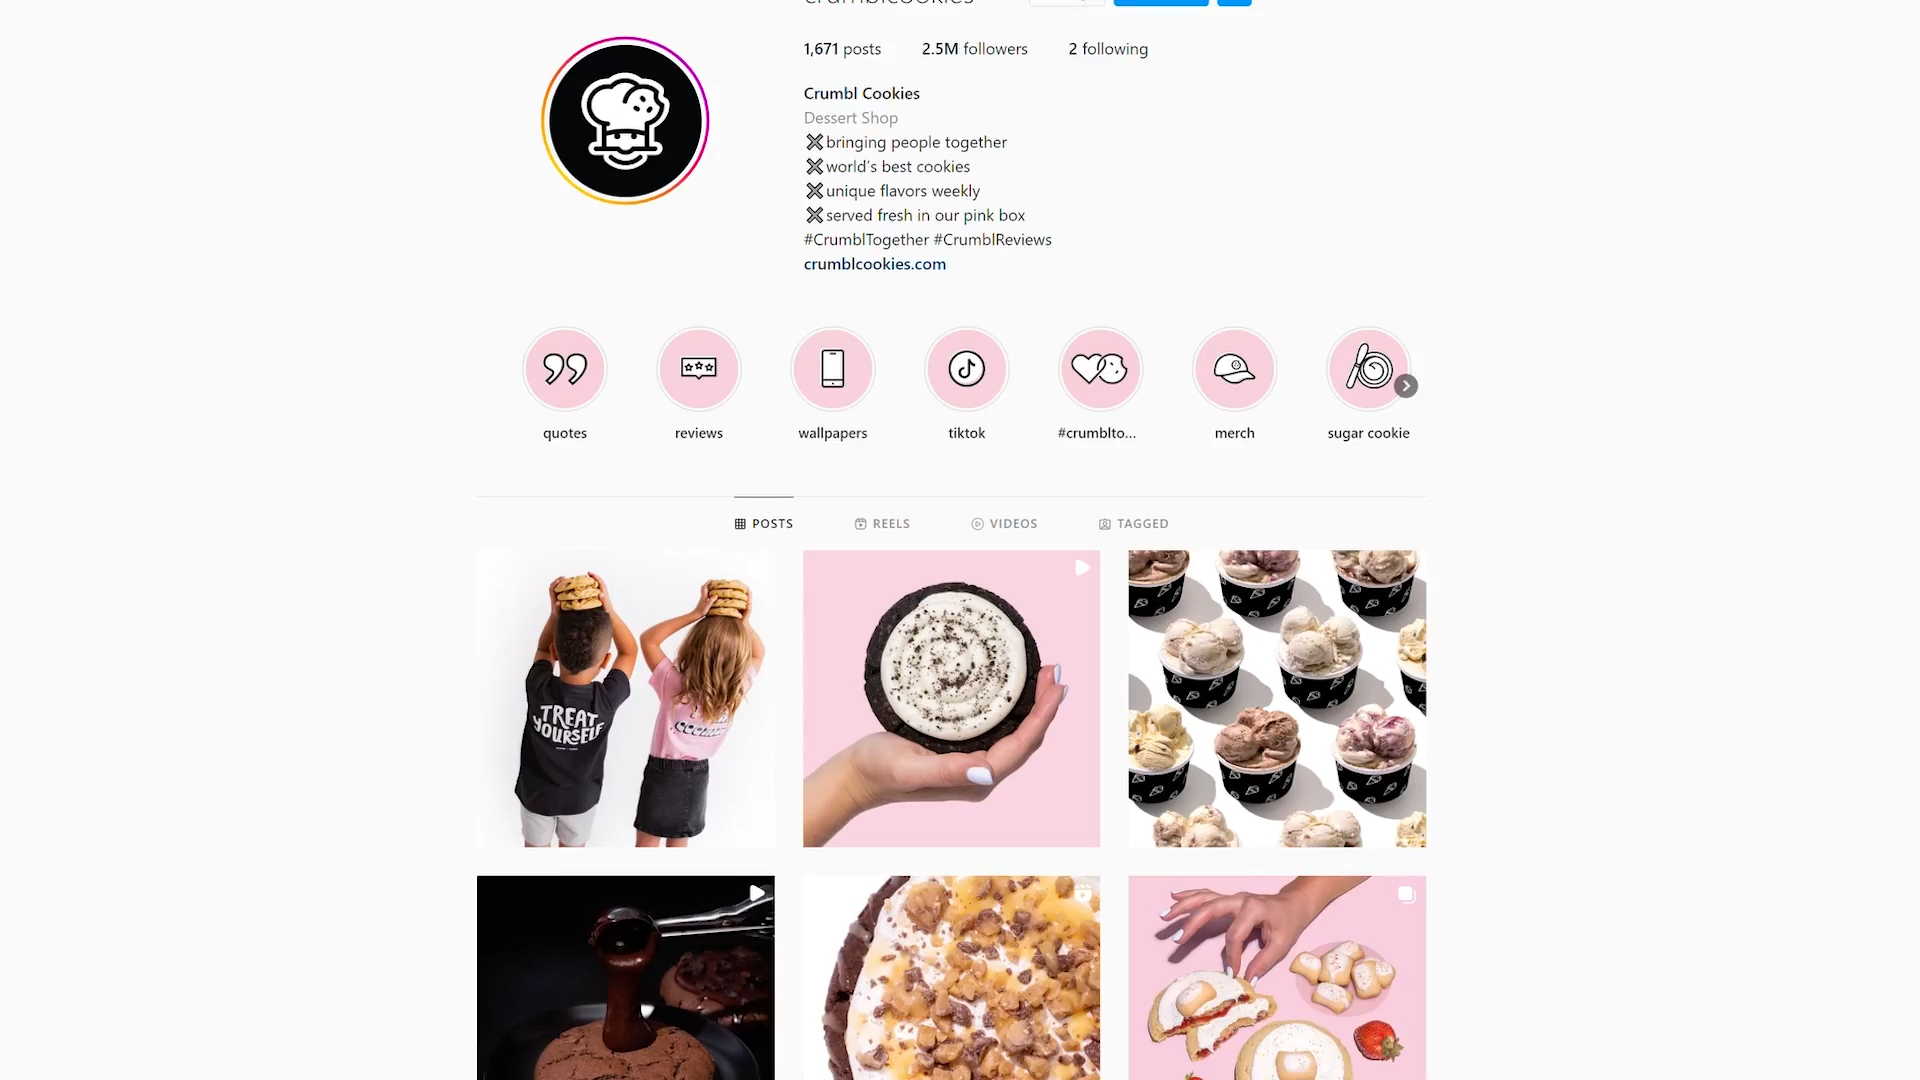 1,671 posts 2.5M followers 2 following
Crumbl Cookies
Dessert Shop
bringing people together
world's best cookies
unique flavors weekly
served fresh in our pink box
#CrumblTogether #CrumblReviews
crumblcookies.com
quotes reviews wallpapers tiktok #crumblto... merch sugar cookie
POSTS REELS VIDEOS TAGGED
TREAT
YOURSELF